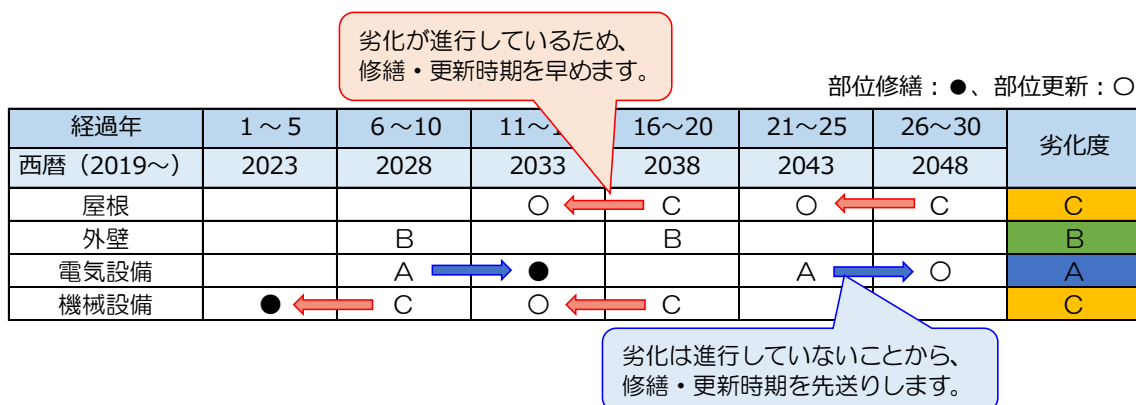 劣化が進行しているため、
修繕・更新時期を早めます。
部位修繕：●、部位更新：○
経過年 1～5 6～10 11～1 16～20 21～25 26～30 劣化度
西暦（2019～） 2023 2028 2033 2038 2043 2048
屋根 ○ C ○ C C
外壁 B B B
電気設備 A ● A ○ A
機械設備 ● C ○ C C
劣化は進行していないことから、
修繕・更新時期を先送りします。